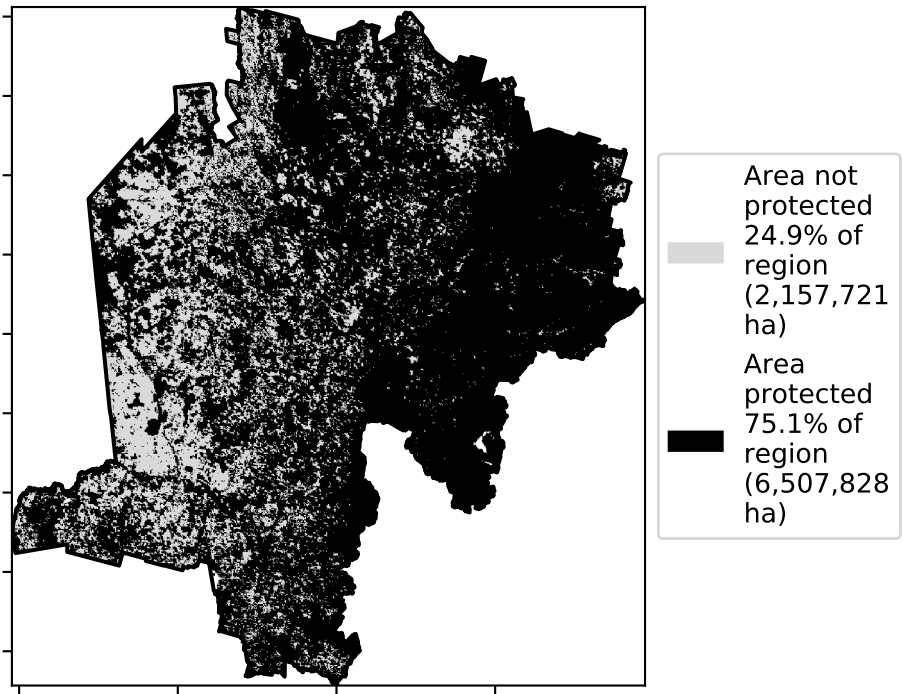 Area not
protected
24.9% of
region
(2,157,721
ha)
Area
protected
75.1% of
region
(6,507,828
ha)